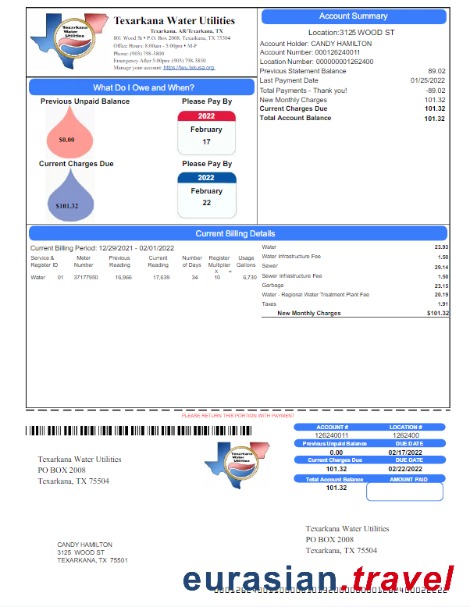 Texarkana Water Utilities
Texarkana, AR/Texarkana, TX
801 Wood St • P.O. Box 2008, Texarkana, TX 75504
Office Hours: 8:00am - 5:00pm • M-F
Phone: (903) 798-3800
Emergency After 5:00pm (903) 798-3850
Manage your account:
Account Summary
Location:3125 WOOD ST
Account Holder: CANDY HAMILTON
Account Number: 000126240011
Location Number: 000000001262400
Previous Statement Balance 89.02
Last Payment Date 01/25/2022
Total Payments - Thank you! -89.02
New Monthly Charges 101.32
Current Charges Due 101.32
Total Account Balance 101.32
What Do I Owe and When?
Previous Unpaid Balance Please Pay By
$0.00
2022
February
17
Current Charges Due Please Pay By
$101.32
2022
February
22
Current Billing Details
Current Billing Period: 12/29/2021 - 02/01/2022
Service & Meter Previous Current Number Register Usage
Register ID Number Reading Reading of Days Multiplier Gallons
X =
Water 01 37177950 16,966 17,639 34 10 6,730
Water 23.93
Water Infrastructure Fee 1.50
Sewer 29.14
Sewer Infrastructure Fee 1.50
Garbage 23.15
Water - Regional Water Treatment Plant Fee 20.19
Taxes 1.91
New Monthly Charges $101.32
PLEASE RETURN THIS PORTION WITH PAYMENT
Texarkana Water Utilities
PO BOX 2008
Texarkana, TX 75504
Texarkana
Water
Utilities
ACCOUNT # LOCATION #
126240011 1262400
Previous Unpaid Balance DUE DATE
0.00 02/17/2022
Current Charges Due DUE DATE
101.32 02/22/2022
Total Account Balance AMOUNT PAID
101.32
Texarkana Water Utilities
PO BOX 2008
Texarkana, TX 75504
CANDY HAMILTON
3125 WOOD ST
TEXARKANA, TX 75501
eurasian.travel